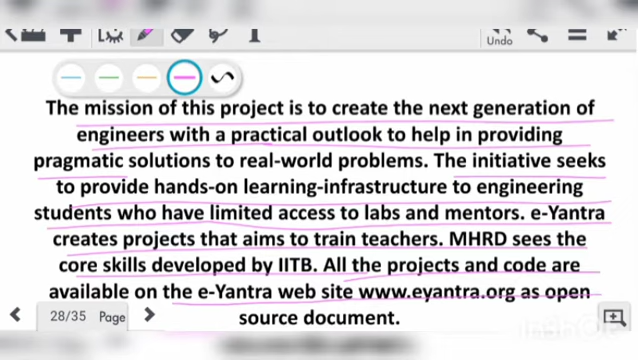 Undo
The mission of this project is to create the next generation of
engineers with a practical outlook to help in providing
pragmatic solutions to real-world problems. The initiative seeks
to provide hands-on learning-infrastructure to engineering
students who have limited access to labs and mentors. e-Yantra
creates projects that aims to train teachers. MHRD sees the
core skills developed by IITB. All the projects and code are
available on the e-Yantra web site www.eyantra.org as open
source document.
28/35 Page